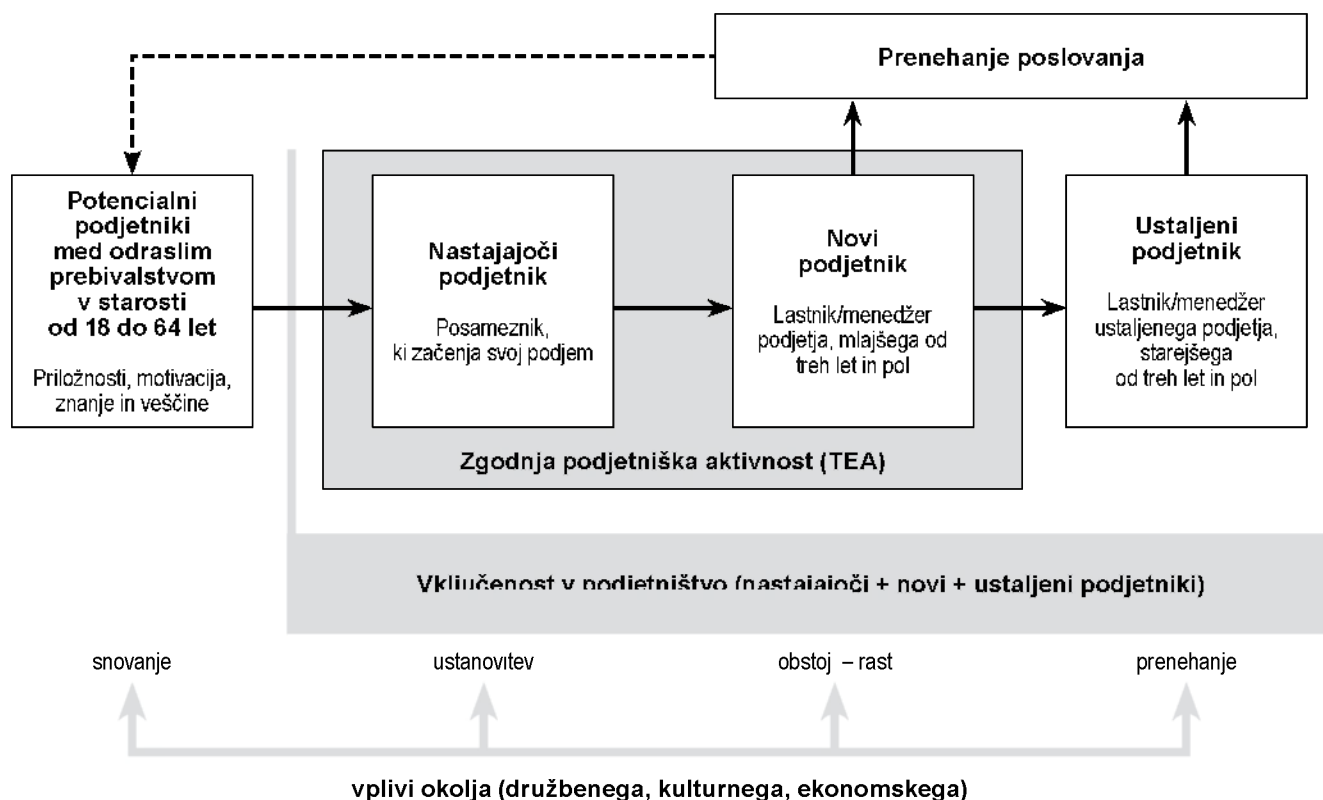 Prenehanje poslovanja
Potencialni
podjetniki
med odraslim
prebivalstvom
v starosti
od 18 do 64 let
Priložnosti, motivacija,
znanje in veščine
Nastajajoči
podjetnik
Posameznik,
ki začenja svoj podjem
Novi
podjetnik
Lastnik/menedžer
podjetja, mlajšega od
treh let in pol
Ustaljeni
podjetnik
Lastnik/menedžer
ustaljenega podjetja,
starejšega
od treh let in pol
Zgodnja podjetniška aktivnost (TEA)
Vključenost v podjetništvo (nastajajoči + novi + ustaljeni podjetniki)
snovanje ustanovitev obstoj – rast prenehanje
vplivi okolja (družbenega, kulturnega, ekonomskega)